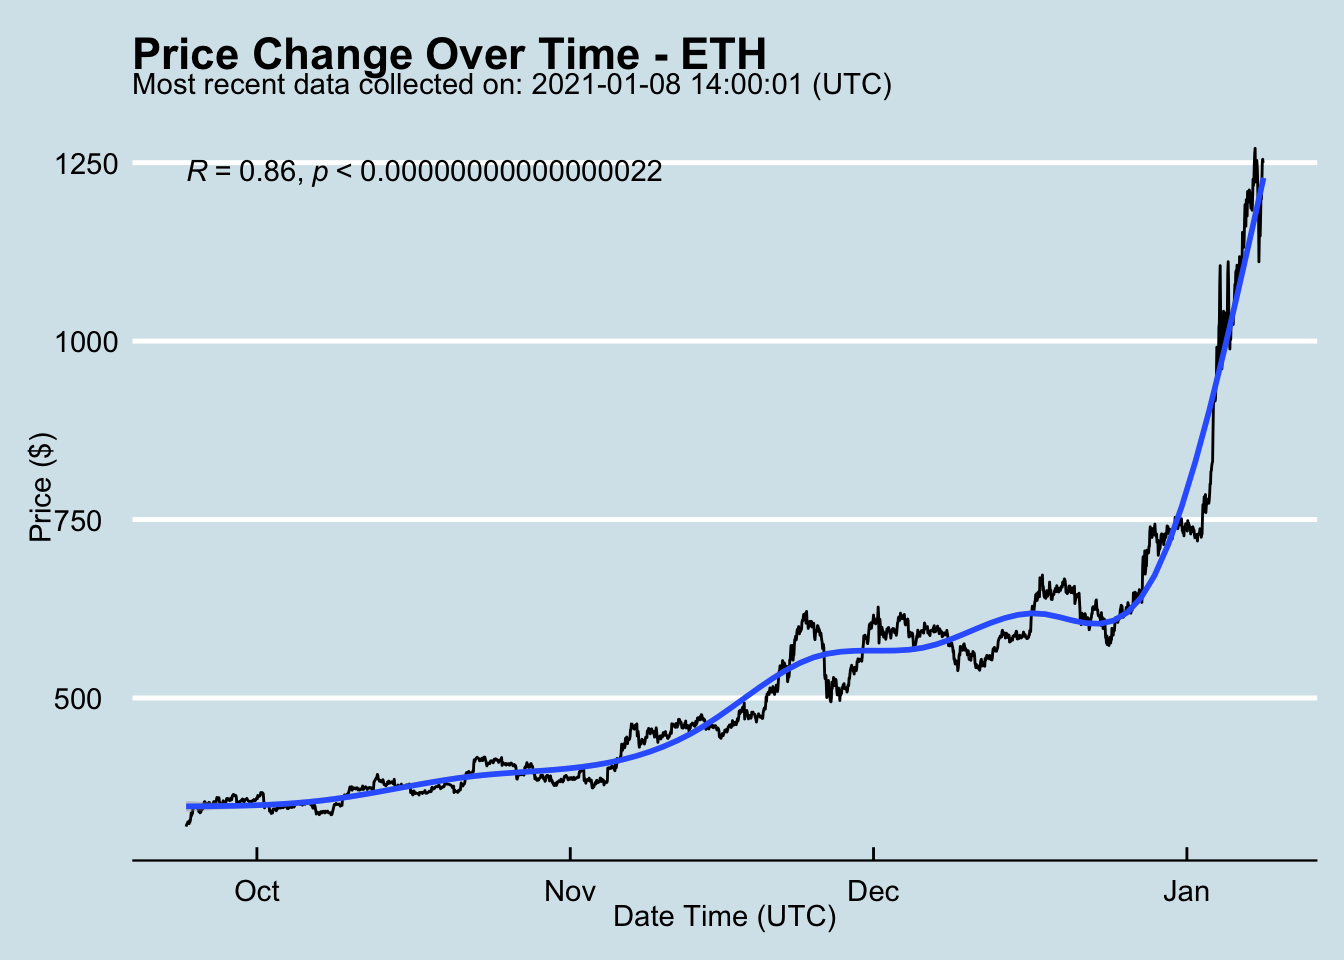 Price Change Over Time - ETH
Most recent data collected on: 2021-01-08 14:00:01 (UTC)
R = 0.86, p < 0.00000000000000022
1250
1000
750
500
Price ($)
Oct Nov Dec Jan
Date Time (UTC)